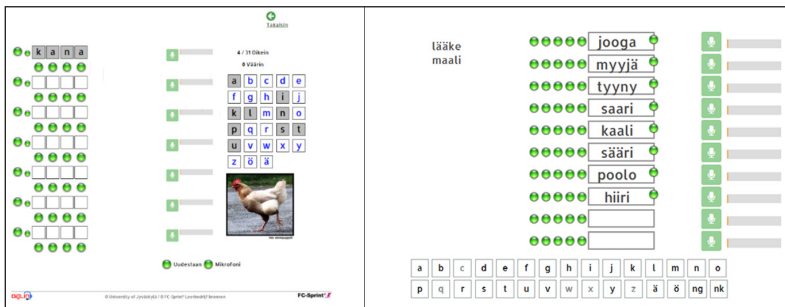 Takaisin
k a n a
4 / 31 Oikein
0 Väärin
a b c d e
f g h i j
k l m n o
p q r s t
u v w x y
z ö ä
Uudestaan Mikrofoni
© University of Jyväskylä
FC-Sprint²
lääke
maali
jooga
myyjä
tyyny
saari
kaali
sääri
poolo
hiiri
a b c d e f g h i j k l m n o
p q r s t u v w x y z ä ö ng nk